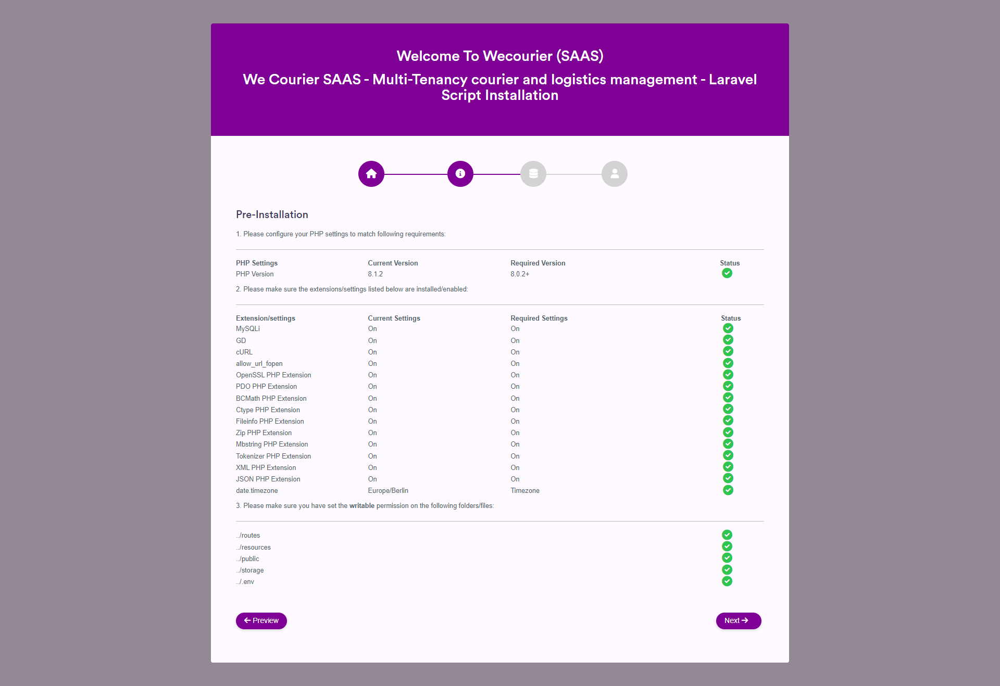 Welcome To Wecourier (SAAS)
We Courier SAAS - Multi-Tenancy courier and logistics management - Laravel
Script Installation
Pre-Installation
1. Please configure your PHP settings to match following requirements:
PHP Settings Current Version Required Version Status
PHP Version 8.1.2 8.0.2+
2. Please make sure the extensions/settings listed below are installed/enabled:
Extension/settings Current Settings Required Settings Status
MySQLi On On
GD On On
cURL On On
allow_url_fopen On On
OpenSSL PHP Extension On On
PDO PHP Extension On On
BCMath PHP Extension On On
Ctype PHP Extension On On
Fileinfo PHP Extension On On
Zip PHP Extension On On
Mbstring PHP Extension On On
Tokenizer PHP Extension On On
XML PHP Extension On On
JSON PHP Extension On On
date.timezone Europe/Berlin Timezone
3. Please make sure you have set the writable permission on the following folders/files:
../routes
../resources
../public
../storage
../.env
Preview
Next